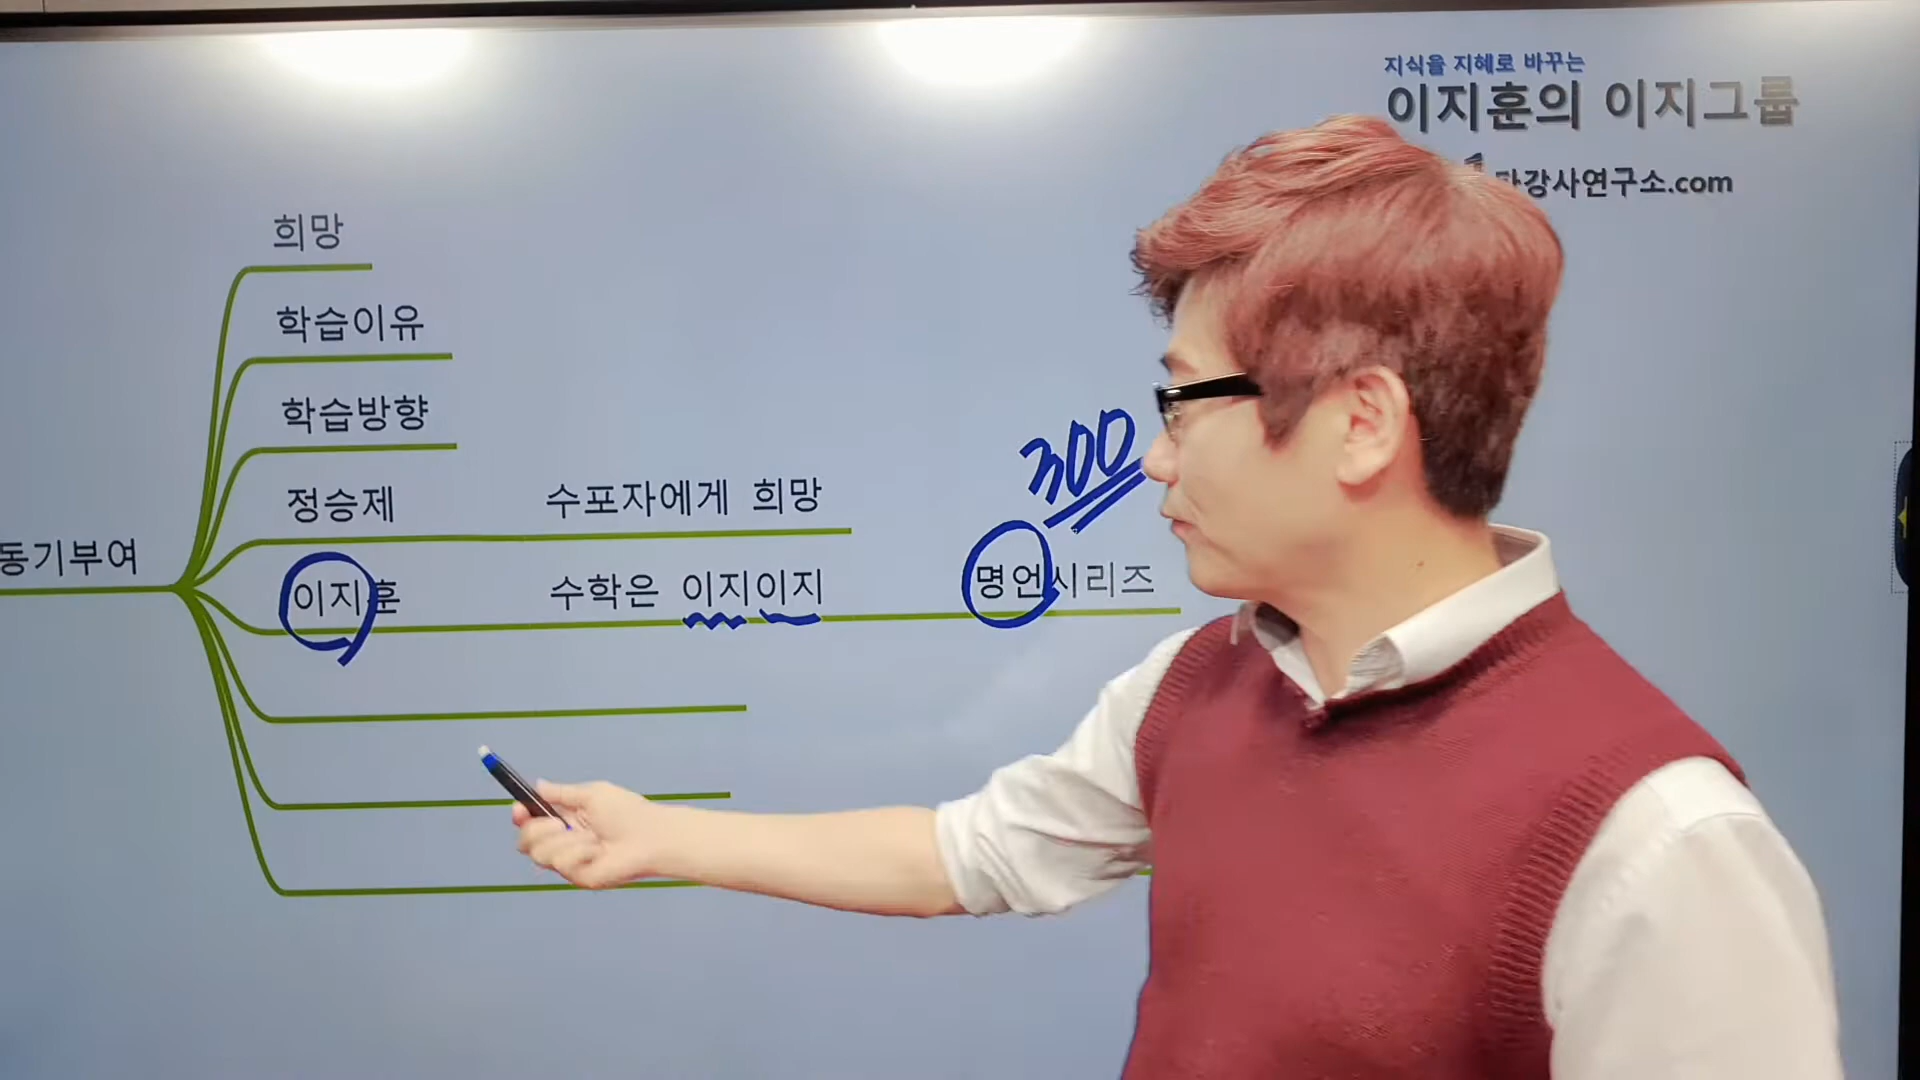 지식을 지혜로 바꾸는
이지훈의 이지그룹
강사연구소.com
희망
학습이유
학습방향
정승제 수포자에게 희망
300
동기부여
이지훈 수학은 이지이지 명언시리즈